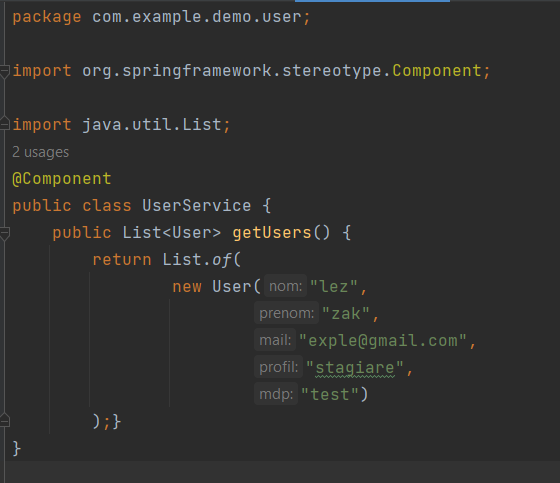 package com.example.demo.user;
import org.springframework.stereotype.Component;
import java.util.List;
2 usages
@Component
public class UserService {
public List<User> getUsers() {
return List.of(
new User( nom: "lez",
prenom: "zak",
mail: "exple@gmail.com",
profil: "stagiare",
mdp: "test")
);}
}